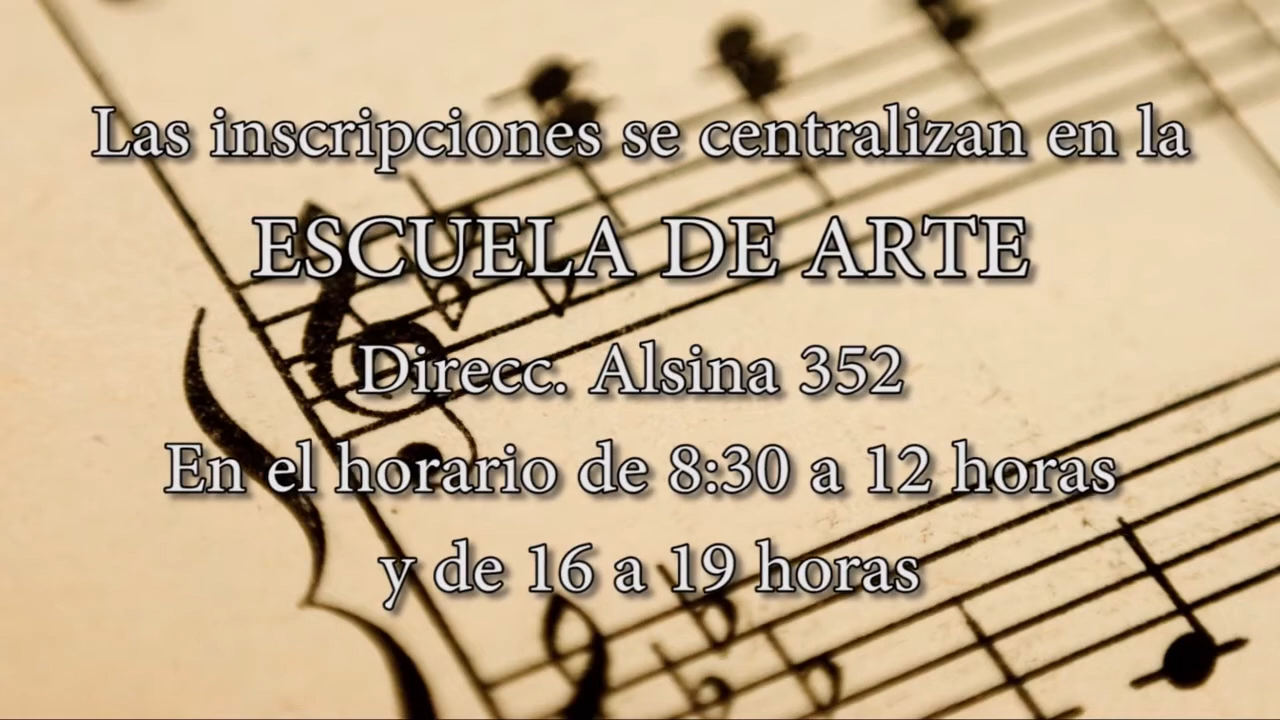 Las inscripciones se centralizan en la
ESCUELA DE ARTE
Direcc. Alsina 352
En el horario de 8:30 a 12 horas
y de 16 a 19 horas